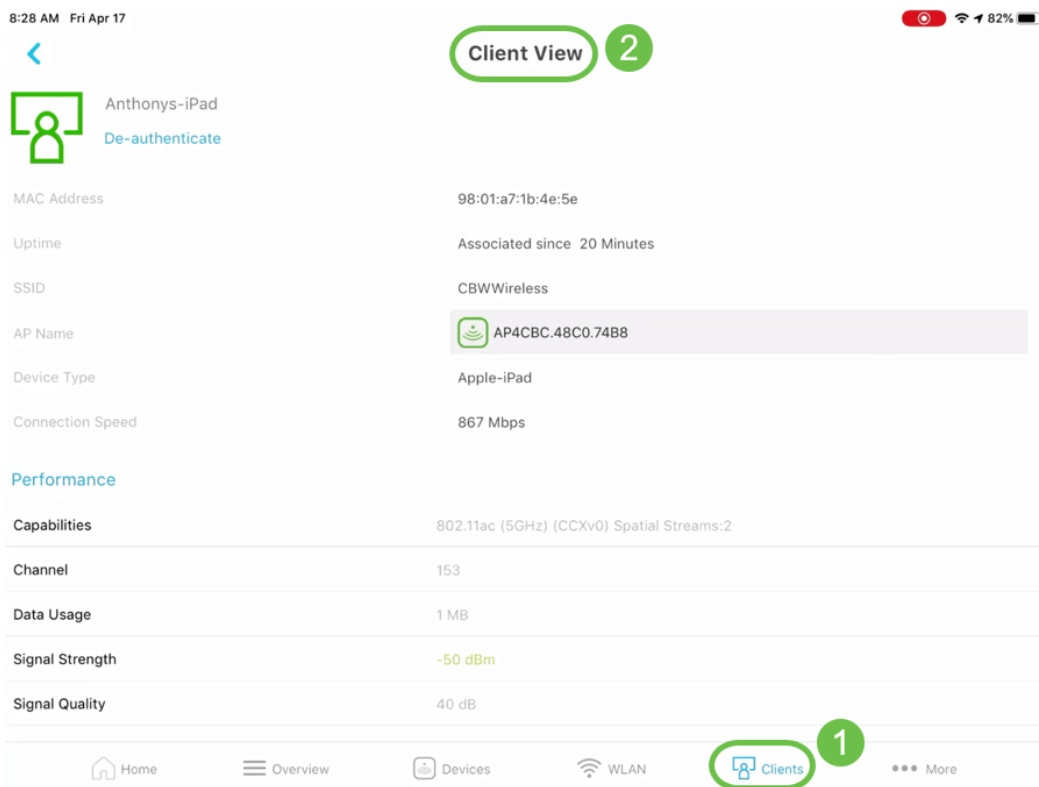 8:28 AM Fri Apr 17 82%
Client View 2
Anthonys-iPad
De-authenticate
MAC Address 98:01:a7:1b:4e:5e
Uptime Associated since 20 Minutes
SSID CBWWireless
AP Name AP4CBC.48C0.74B8
Device Type Apple-iPad
Connection Speed 867 Mbps
Performance
Capabilities 802.11ac (5GHz) (CCXv0) Spatial Streams:2
Channel 153
Data Usage 1 MB
Signal Strength -50 dBm
Signal Quality 40 dB
1
Home Overview Devices WLAN Clients More